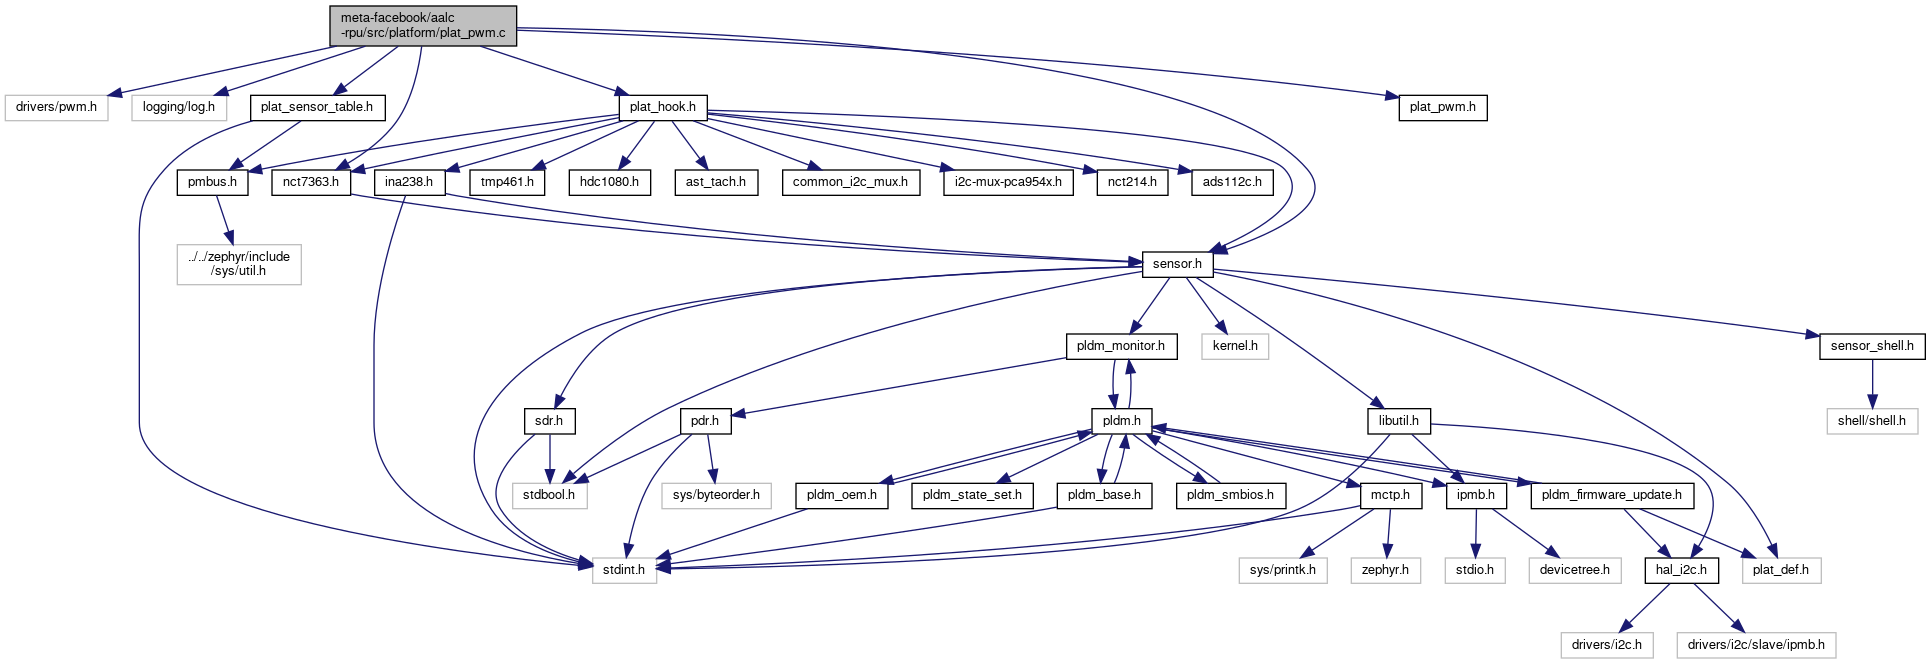 meta-facebook/aalc
-rpu/src/platform/plat_pwm.c
drivers/pwm.h
logging/log.h
plat_sensor_table.h
plat_hook.h
plat_pwm.h
pmbus.h
nct7363.h
ina238.h
tmp461.h
hdc1080.h
ast_tach.h
common_i2c_mux.h
i2c-mux-pca954x.h
nct214.h
ads112c.h
../../zephyr/include
/sys/util.h
sensor.h
pldm_monitor.h
kernel.h
sensor_shell.h
sdr.h
pdr.h
pldm.h
libutil.h
shell/shell.h
stdbool.h
sys/byteorder.h
pldm_oem.h
pldm_state_set.h
pldm_base.h
pldm_smbios.h
mctp.h
ipmb.h
pldm_firmware_update.h
stdint.h
sys/printk.h
zephyr.h
stdio.h
devicetree.h
hal_i2c.h
plat_def.h
drivers/i2c.h
drivers/i2c/slave/ipmb.h